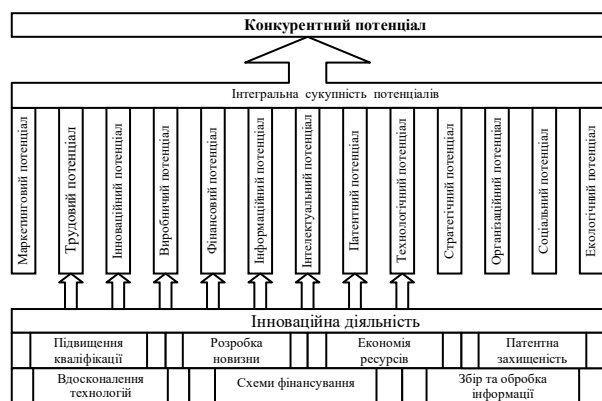 Конкурентний потенціал
Інтегральна сукупність потенціалів
Маркетинговий потенціал
Трудовий потенціал
Інноваційний потенціал
Виробничий потенціал
Фінансовий потенціал
Інформаційний потенціал
Інтелектуальний потенціал
Патентний потенціал
Технологічний потенціал
Стратегічний потенціал
Організаційний потенціал
Соціальний потенціал
Екологічний потенціал
Інноваційна діяльність
Підвищення
кваліфікації
Розробка
новизни
Економія
ресурсів
Патентна
захищеність
Вдосконалення
технологій
Схеми фінансування
Збір та обробка
інформації